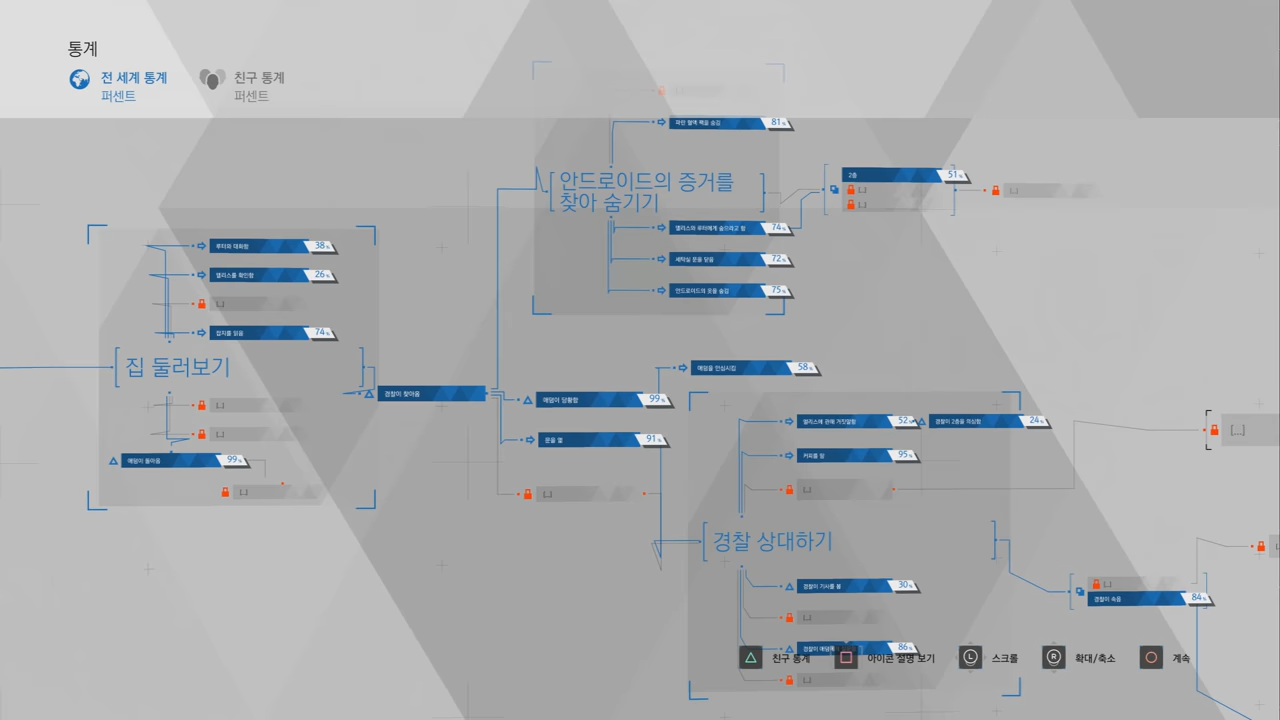 통계
전 세계 통계
퍼센트
친구 통계
퍼센트
파란 혈액 팩을 숨김
81%
[안드로이드의 증거를
찾아 숨기기]
2층
51%
[...]
[...]
[...]
앨리스와 루터에게 숨으라고 함
74%
세탁실 문을 닫음
72%
안드로이드의 옷을 숨김
75%
루터와 대화함
38%
앨리스를 확인함
26%
[...]
잡지를 읽음
74%
[집 둘러보기]
[...]
[...]
애덤이 돌아옴
99%
[...]
경찰이 찾아옴
애덤을 안심시킴
58%
애덤이 당황함
99%
문을 엶
91%
[...]
앨리스에 관해 거짓말함
52%
경찰이 2층을 의심함
24%
[...]
커피를 탐
95%
[...]
[경찰 상대하기]
경찰이 기사를 봄
30%
[...]
[...]
경찰이 속음
84%
경찰이
86%
[...]
친구 통계
아이콘 설명 보기
스크롤
확대/축소
계속